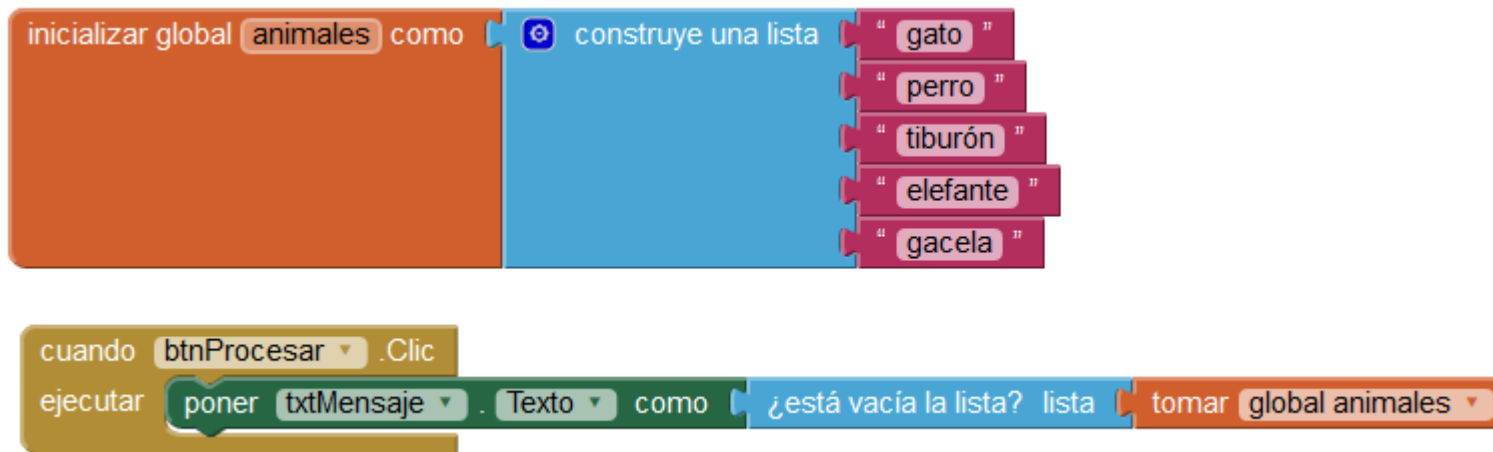 inicializar global animales como construye una lista “ gato ”
“ perro ”
“ tiburón ”
“ elefante ”
“ gacela ”
cuando btnProcesar .Clic
ejecutar poner txtMensaje . Texto como ¿está vacía la lista? lista tomar global animales